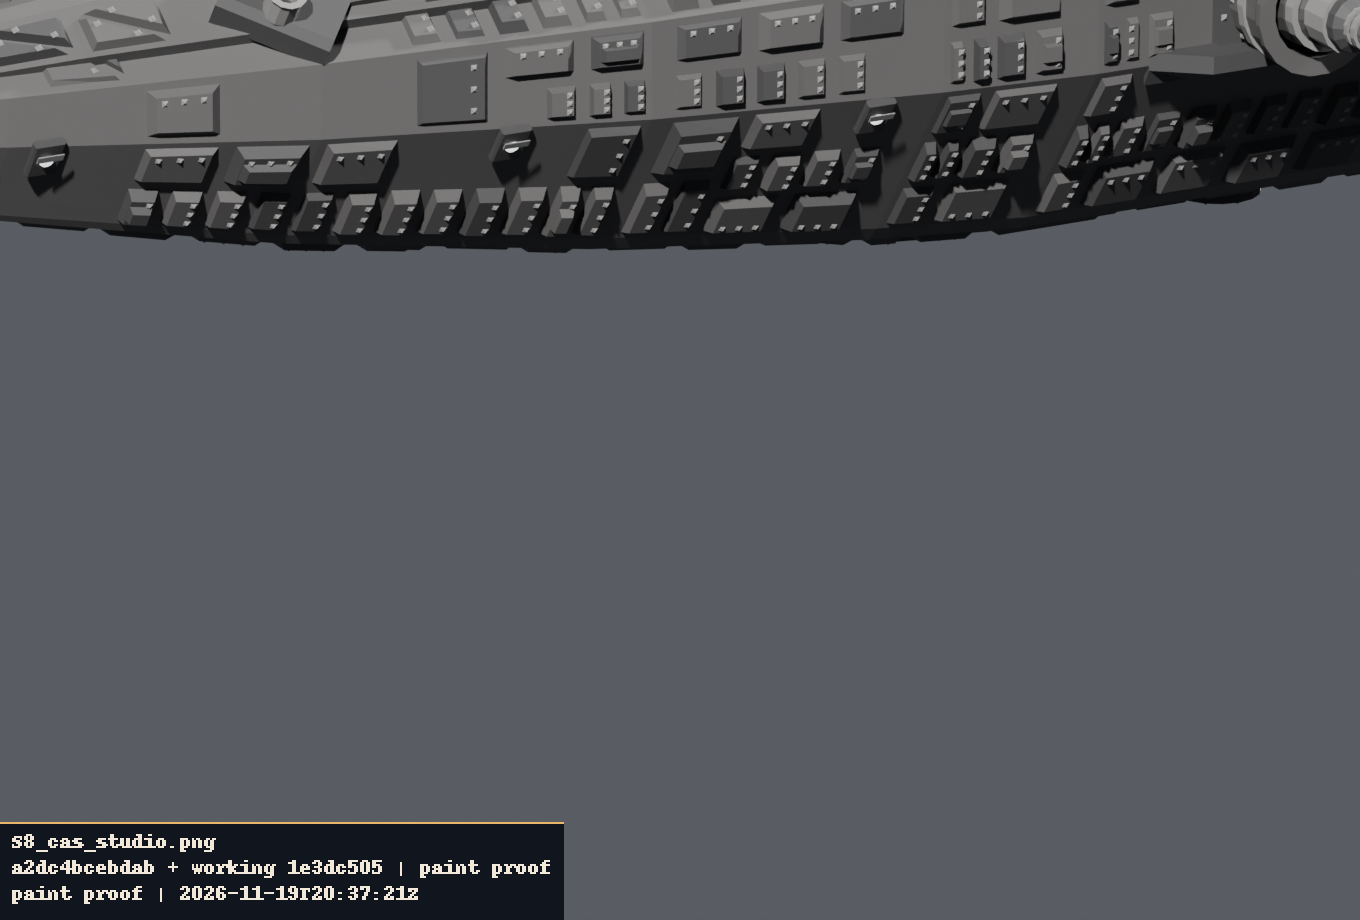 s8_cas_studio.png
a2dc4bcebdab + working 1e3dc505 | paint proof
paint proof | 2026-11-19T20:37:21Z